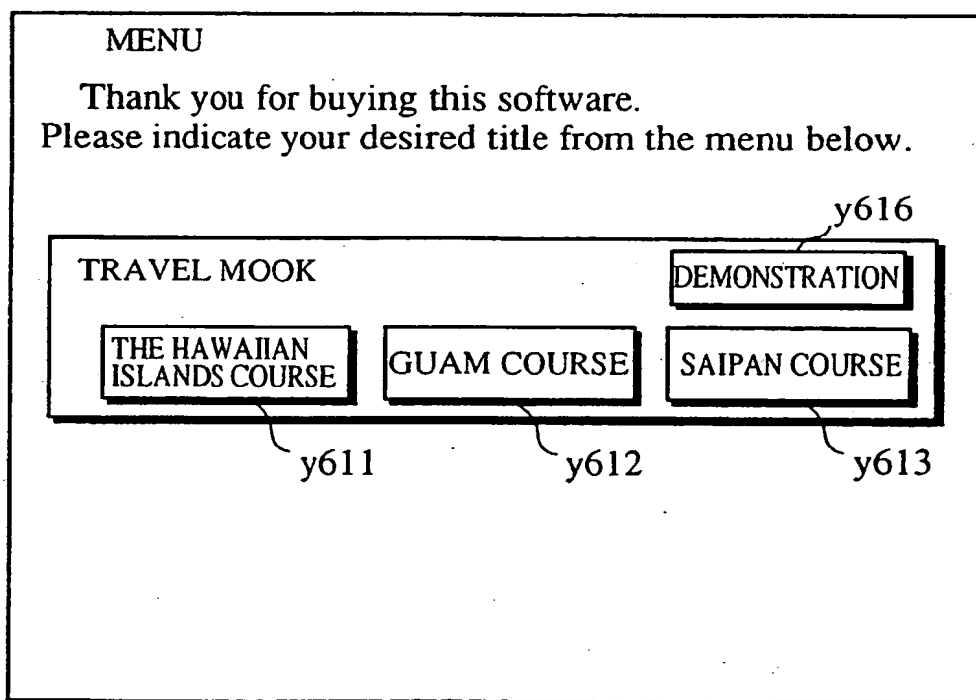 MENU
Thank you for buying this software.
Please indicate your desired title from the menu below.
y616
TRAVEL MOOK
DEMONSTRATION
THE HAWAIIAN
ISLANDS COURSE
GUAM COURSE
SAIPAN COURSE
y611
y612
y613